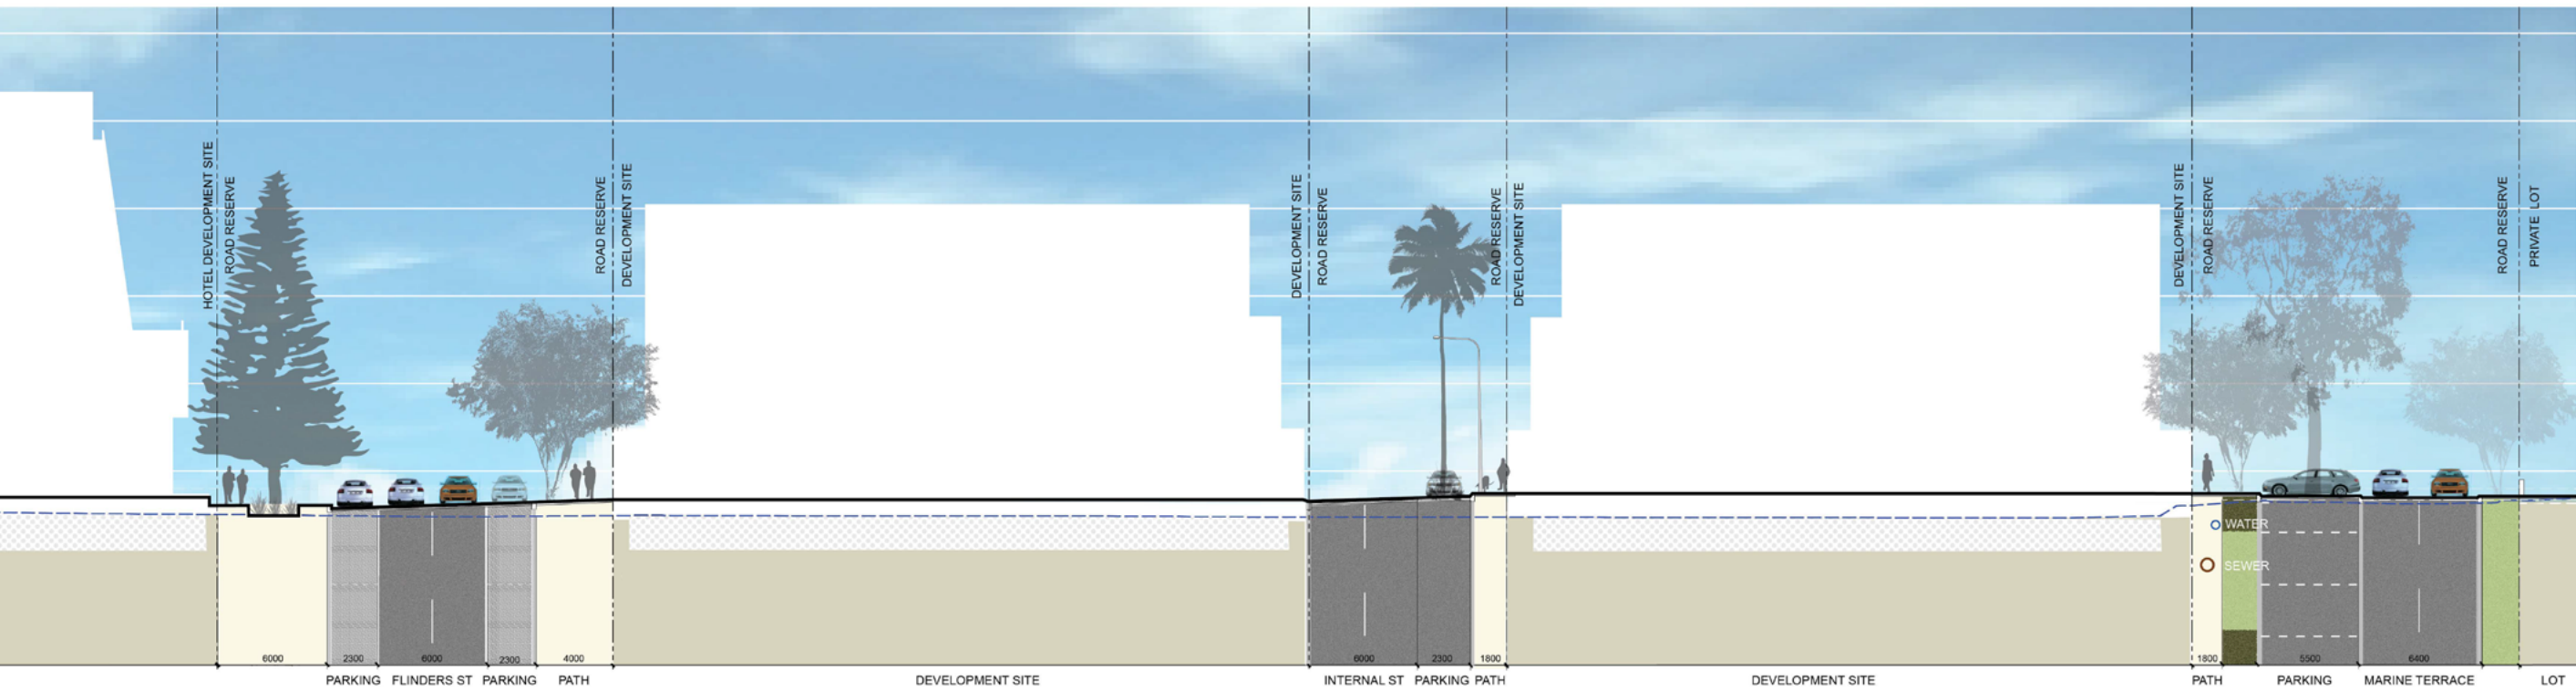 HOTEL DEVELOPMENT SITE
ROAD RESERVE
ROAD RESERVE
DEVELOPMENT SITE
DEVELOPMENT SITE
ROAD RESERVE
ROAD RESERVE
DEVELOPMENT SITE
DEVELOPMENT SITE
ROAD RESERVE
ROAD RESERVE
PRIVATE LOT
WATER
SEWER
6000 2300 6000 2300 4000 6000 2300 1800 1800 5500 6400
PARKING FLINDERS ST PARKING PATH DEVELOPMENT SITE INTERNAL ST PARKING PATH DEVELOPMENT SITE PATH PARKING MARINE TERRACE LOT